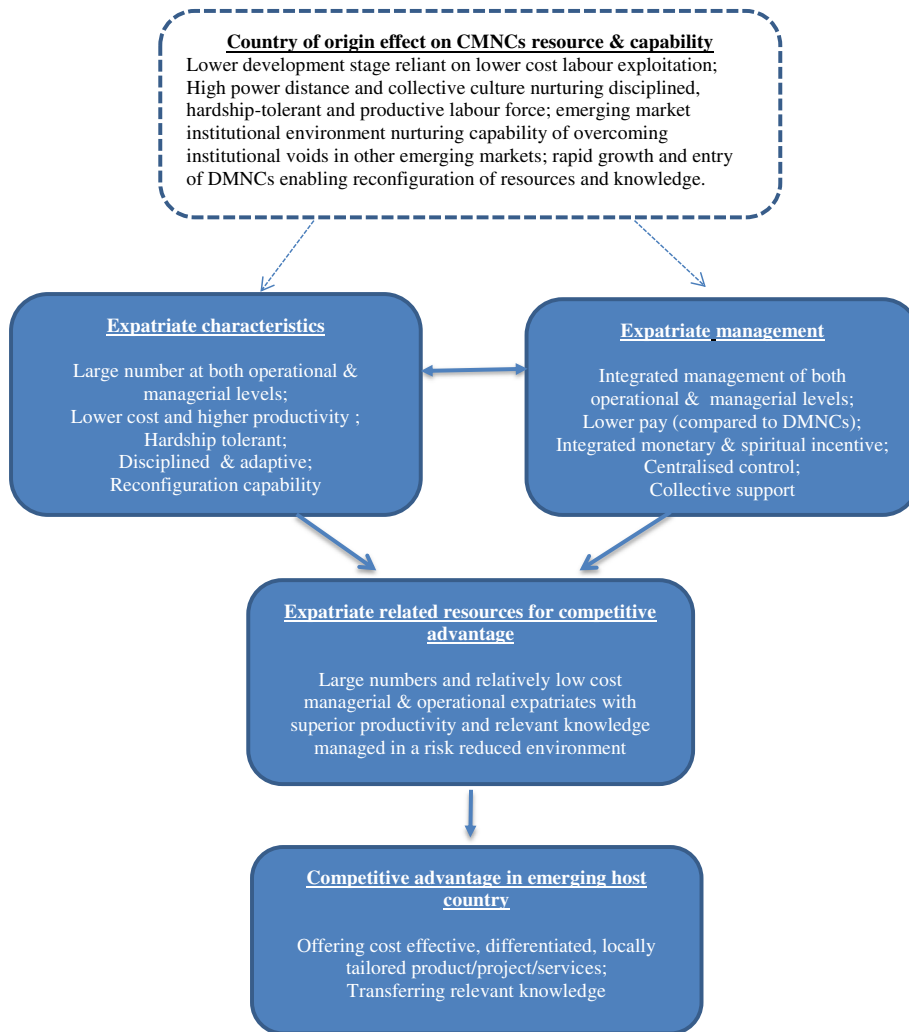 Country of origin effect on CMNCs resource & capability
Lower development stage reliant on lower cost labour exploitation;
High power distance and collective culture nurturing disciplined,
hardship-tolerant and productive labour force; emerging market
institutional environment nurturing capability of overcoming
institutional voids in other emerging markets; rapid growth and entry
of DMNCs enabling reconfiguration of resources and knowledge.
Expatriate characteristics
Large number at both operational &
managerial levels;
Lower cost and higher productivity ;
Hardship tolerant;
Disciplined & adaptive;
Reconfiguration capability
Expatriate management
Integrated management of both
operational & managerial levels;
Lower pay (compared to DMNCs);
Integrated monetary & spiritual incentive;
Centralised control;
Collective support
Expatriate related resources for competitive
advantage
Large numbers and relatively low cost
managerial & operational expatriates with
superior productivity and relevant knowledge
managed in a risk reduced environment
Competitive advantage in emerging host
country
Offering cost effective, differentiated, locally
tailored product/project/services;
Transferring relevant knowledge